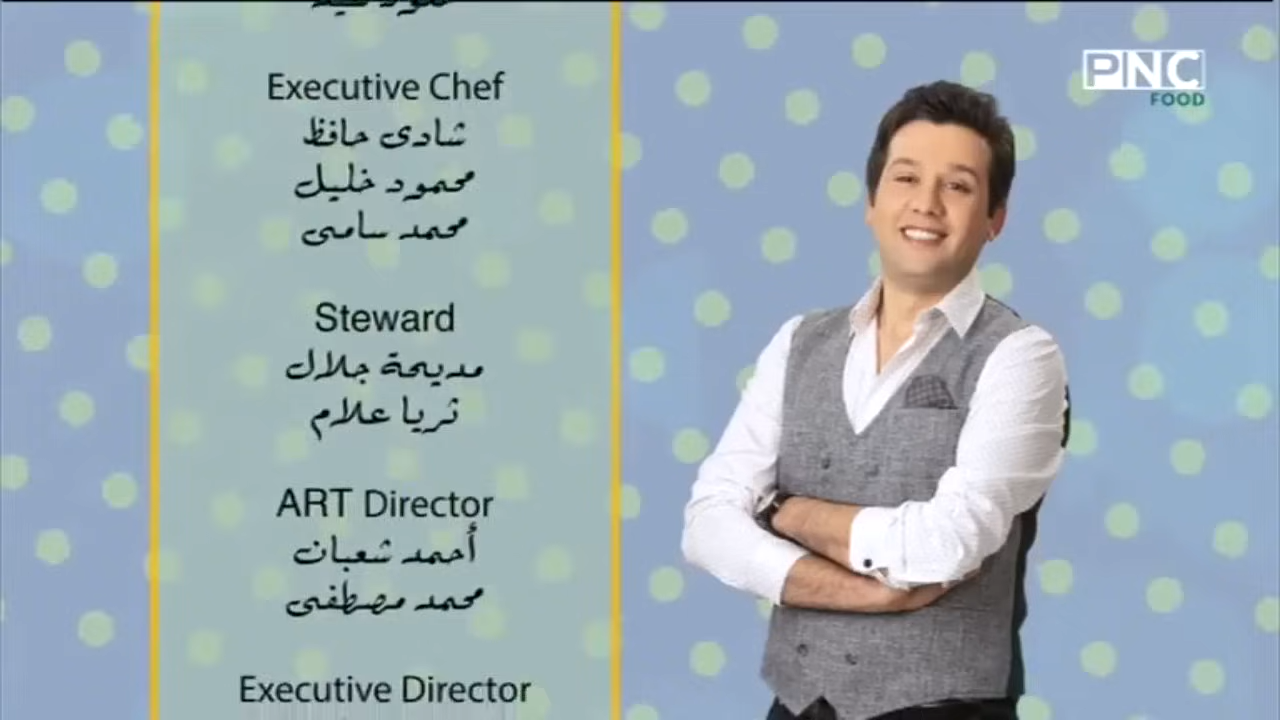 PNC
FOOD
Executive Chef
شادى حافظ
محمود خليل
محمد سامى
Steward
مديحة جلال
ثريا علام
ART Director
أحمد شعبان
محمد مصطفى
Executive Director